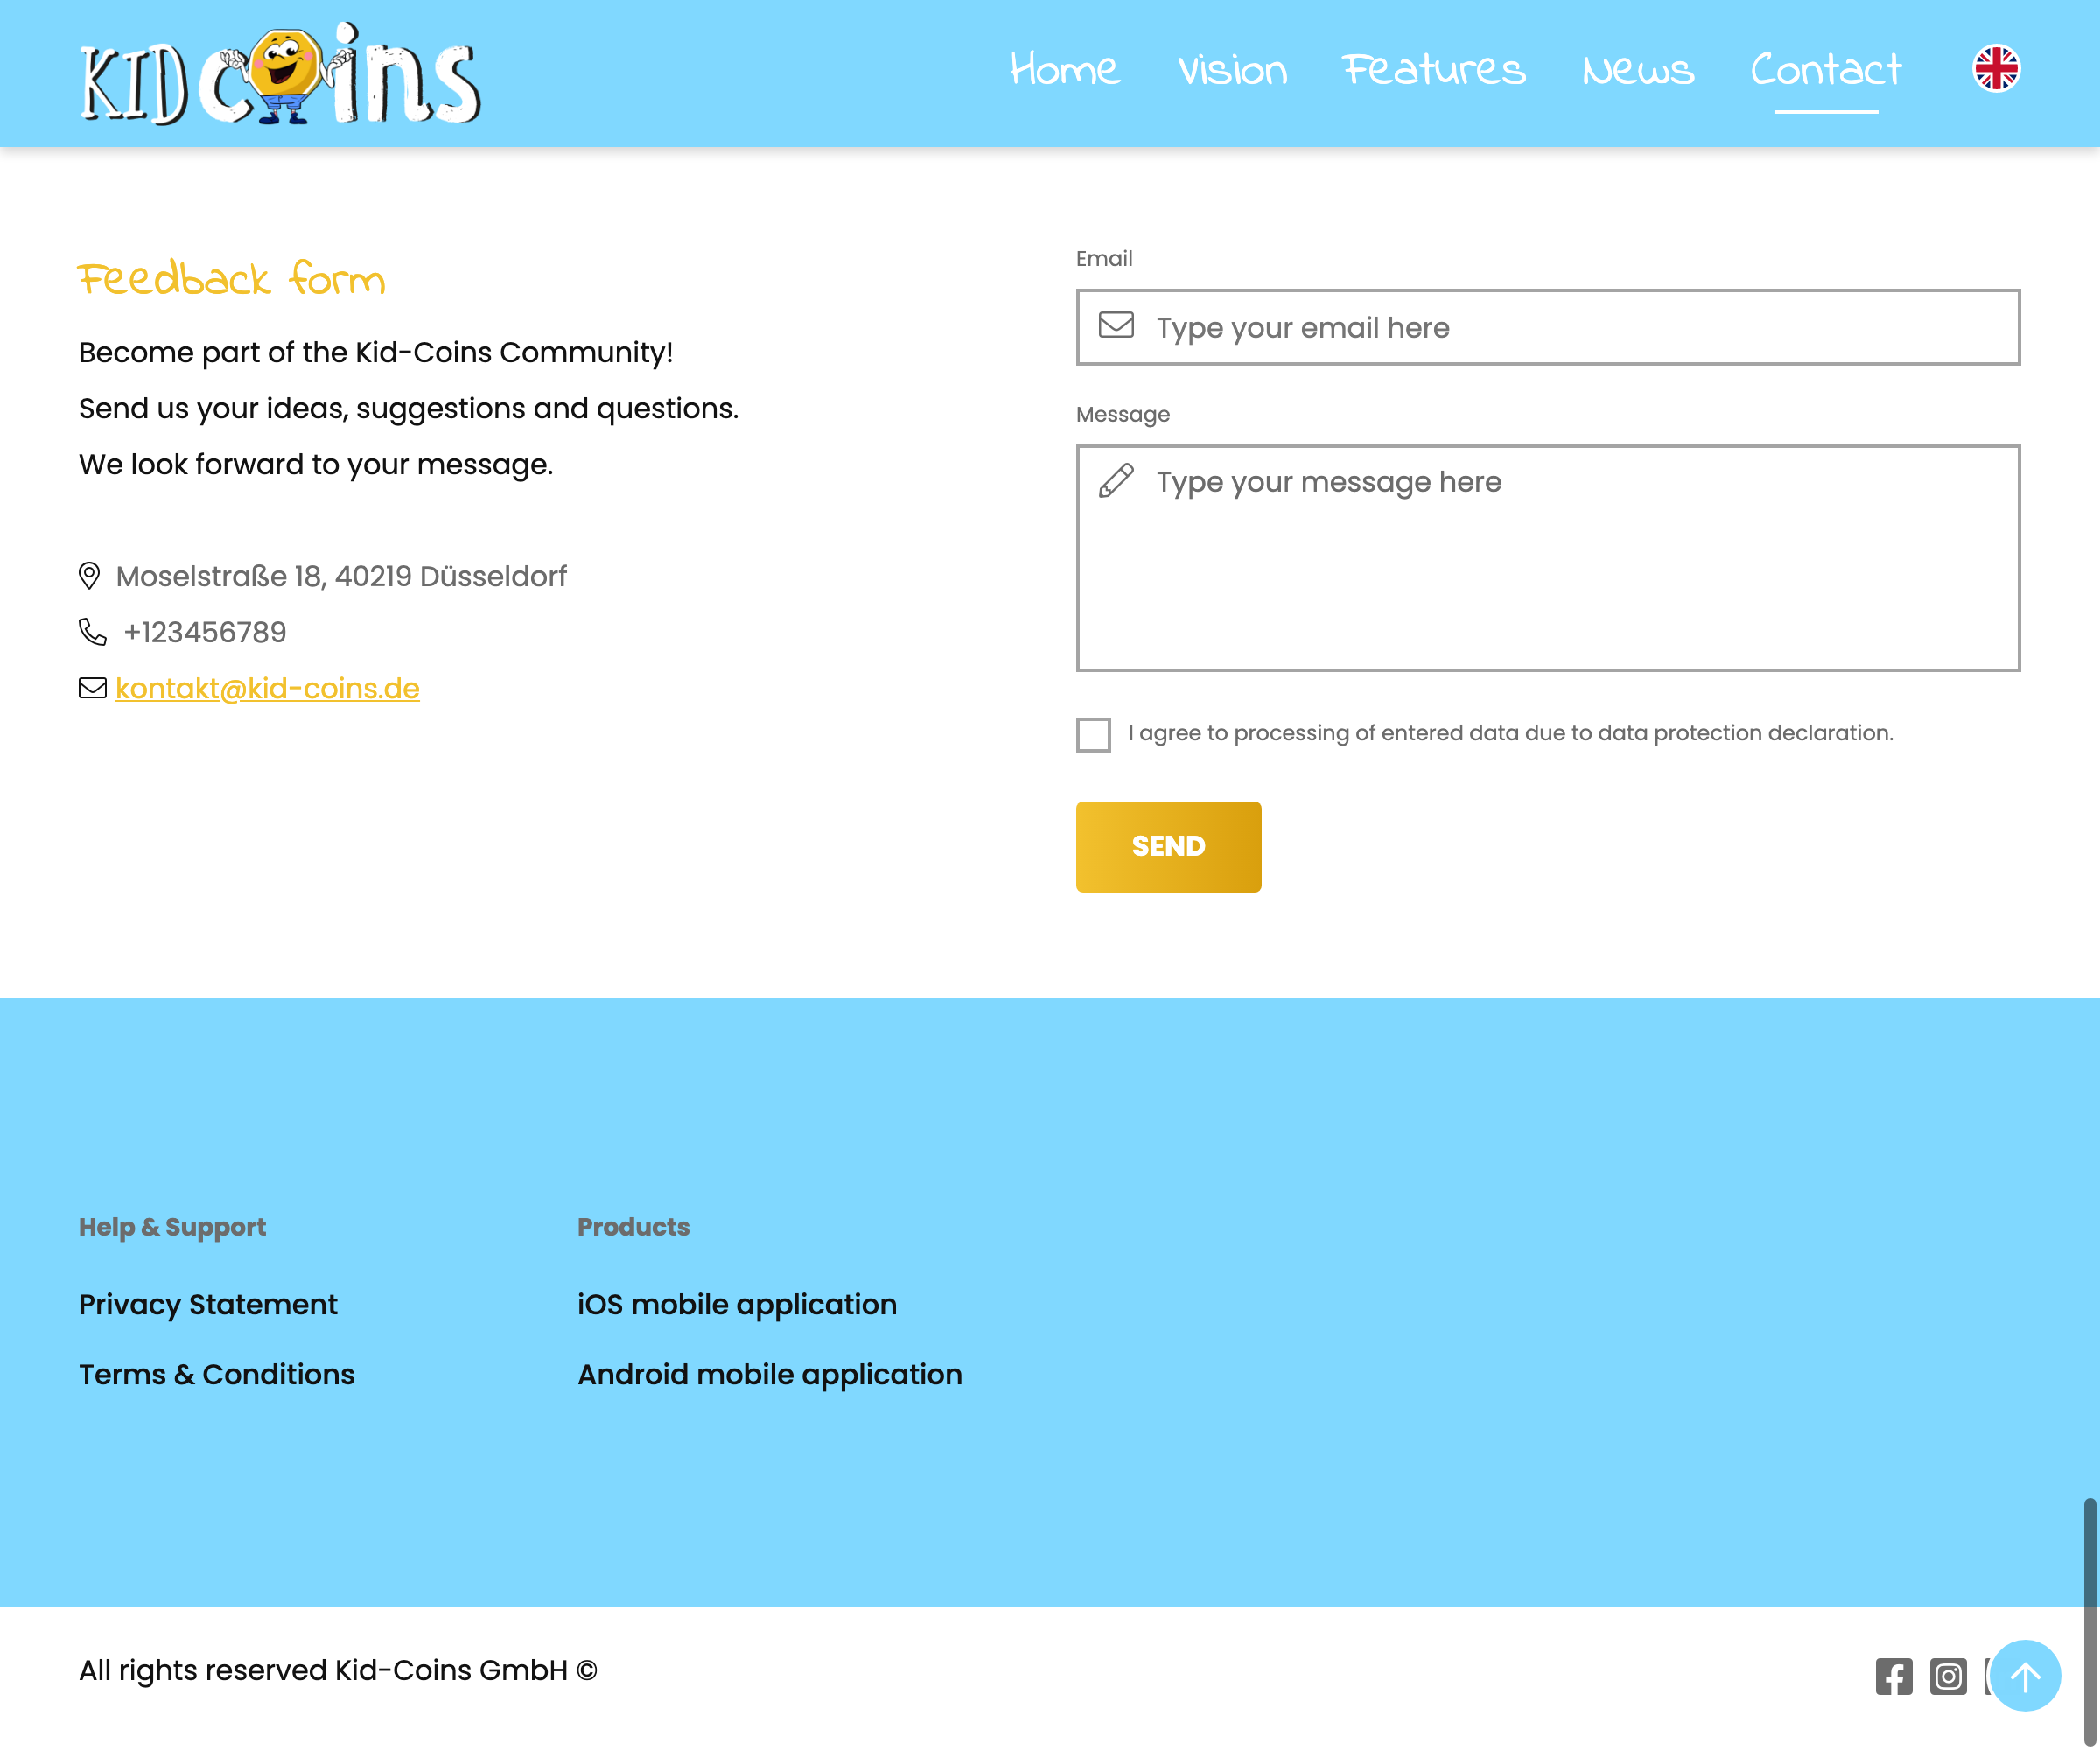 KID coins
Home Vision Features News Contact
Feedback form
Become part of the Kid-Coins Community!
Send us your ideas, suggestions and questions.
We look forward to your message.
Moselstraße 18, 40219 Düsseldorf
+123456789
kontakt@kid-coins.de
Email
Type your email here
Message
Type your message here
I agree to processing of entered data due to data protection declaration.
SEND
Help & Support
Privacy Statement
Terms & Conditions
Products
iOS mobile application
Android mobile application
All rights reserved Kid-Coins GmbH ©